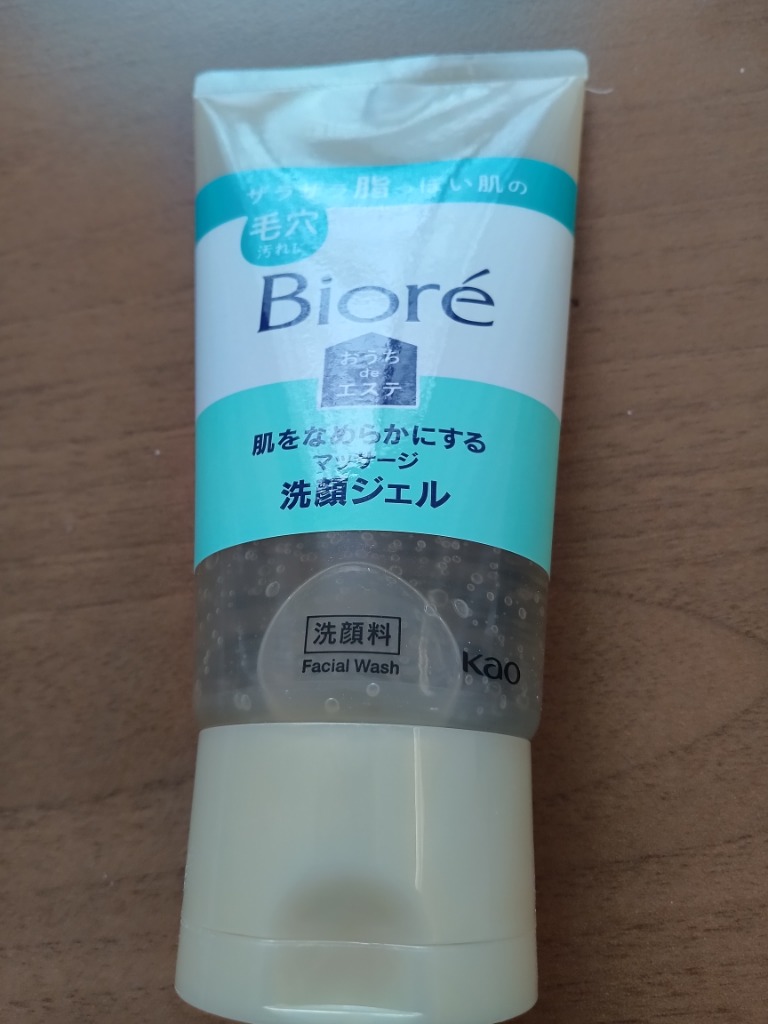 ザラザラ脂っぽい肌の
毛穴
汚れに
Bioré
おうち
de
エステ
肌をなめらかにする
マッサージ
洗顔ジェル
洗顔料
Facial Wash
Kao